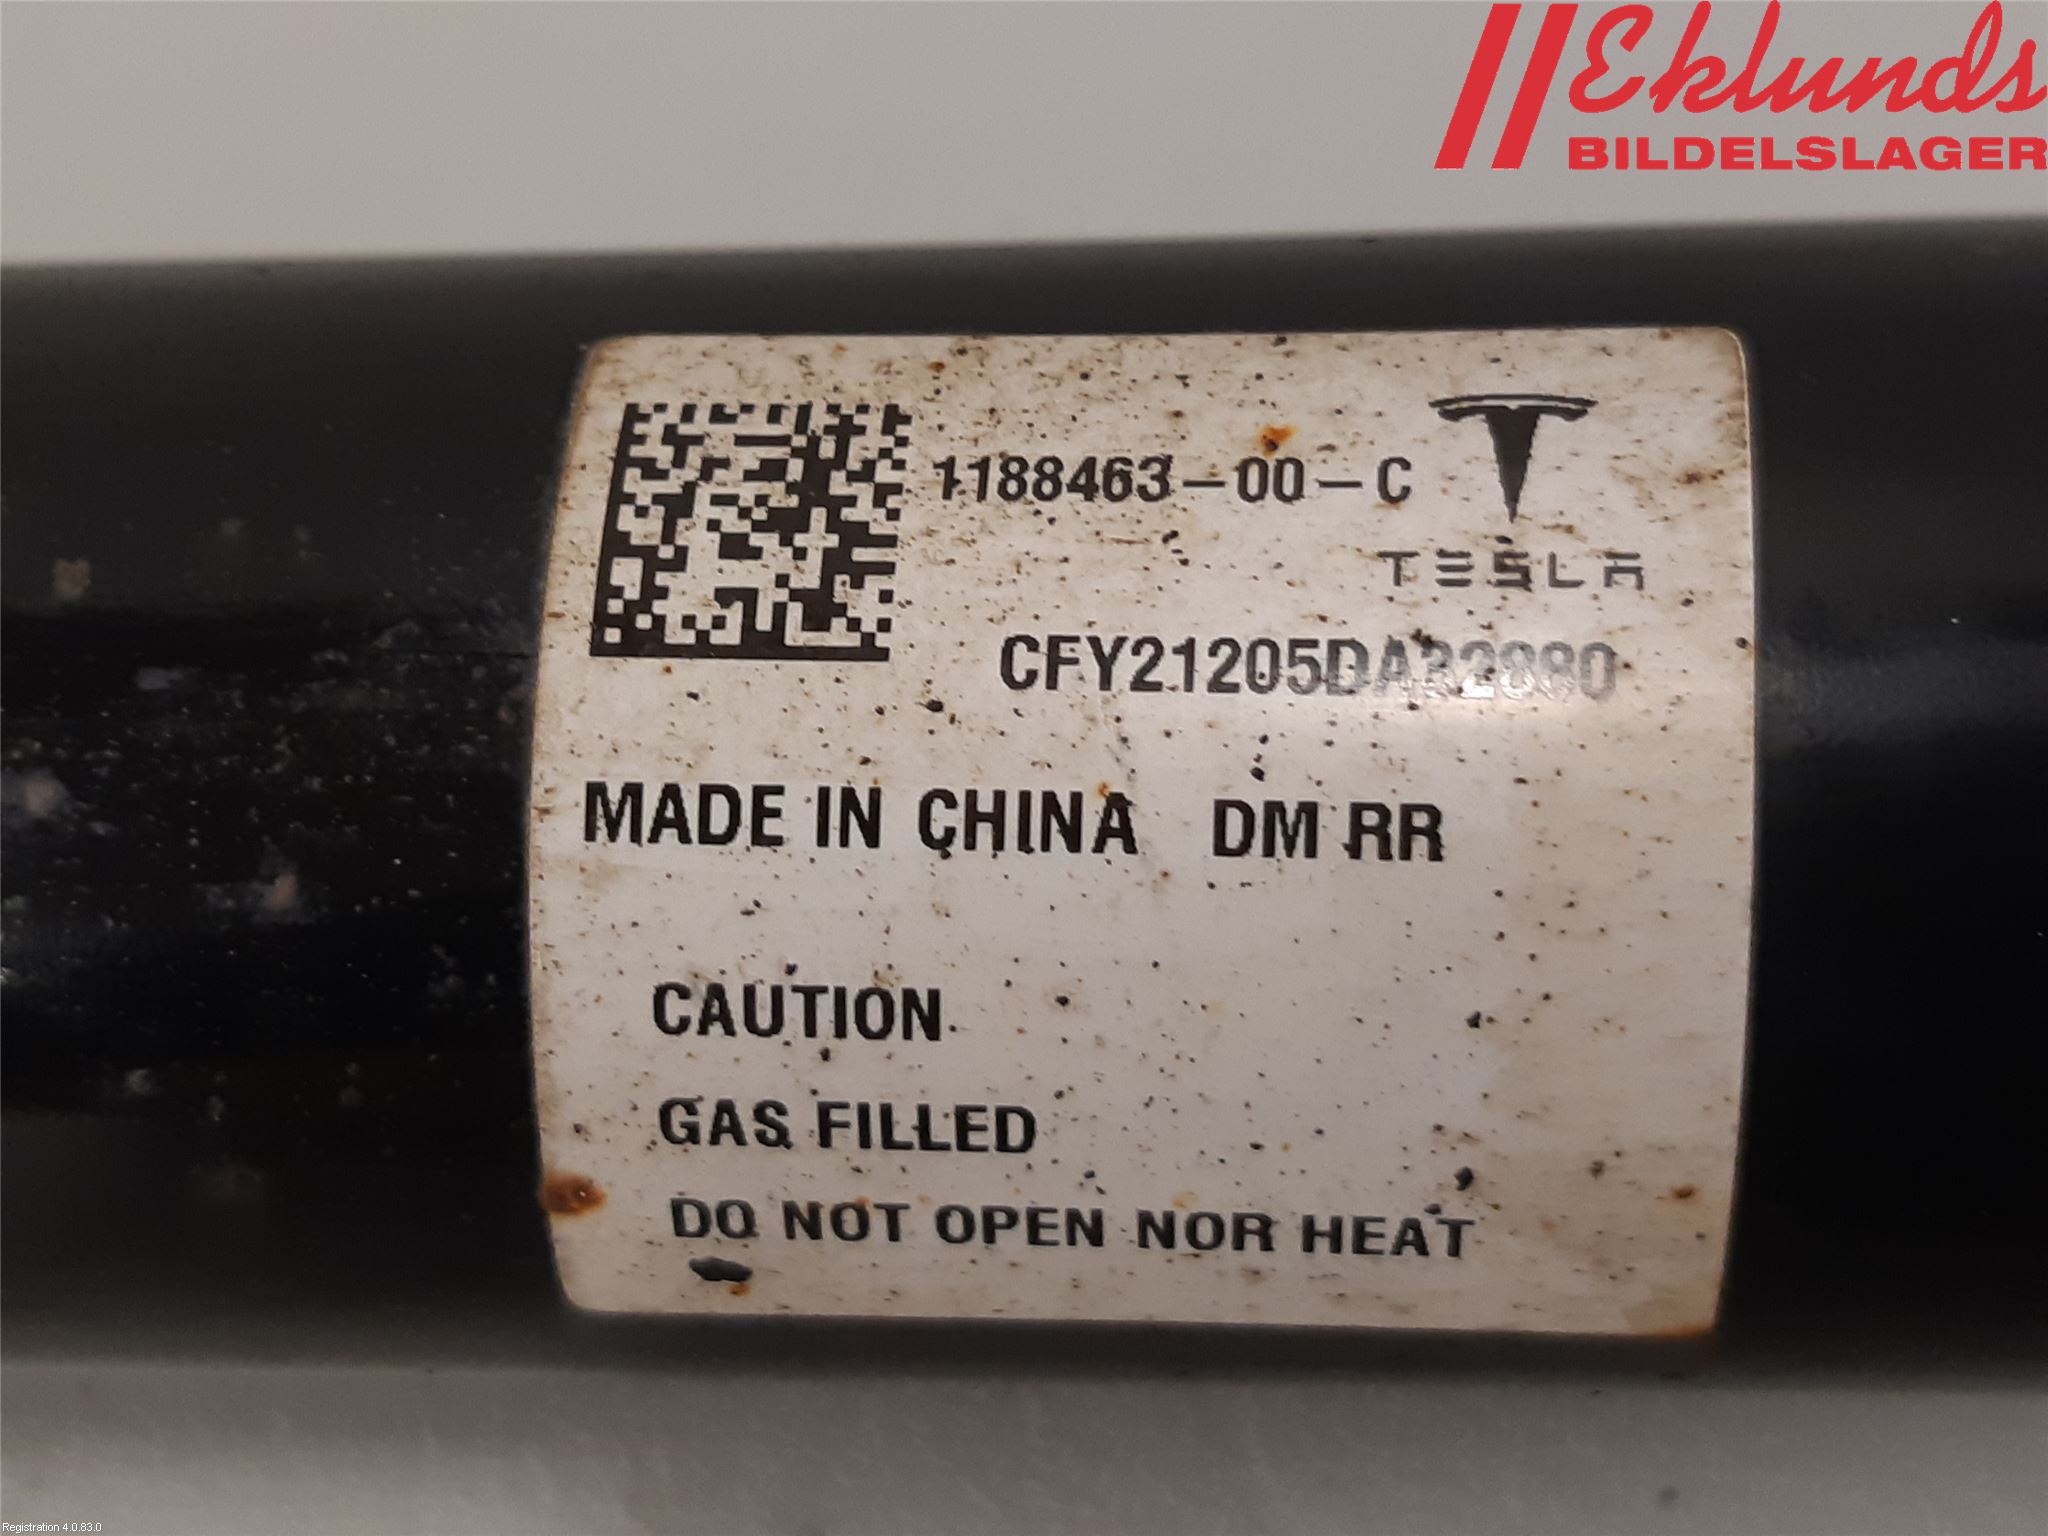 Eklunds
BILDELSLAGER
1188463-00-C
TESLA
CFY21205DA32880
MADE IN CHINA DM RR
CAUTION
GAS FILLED
DO NOT OPEN NOR HEAT
Registration 4.0.83.0